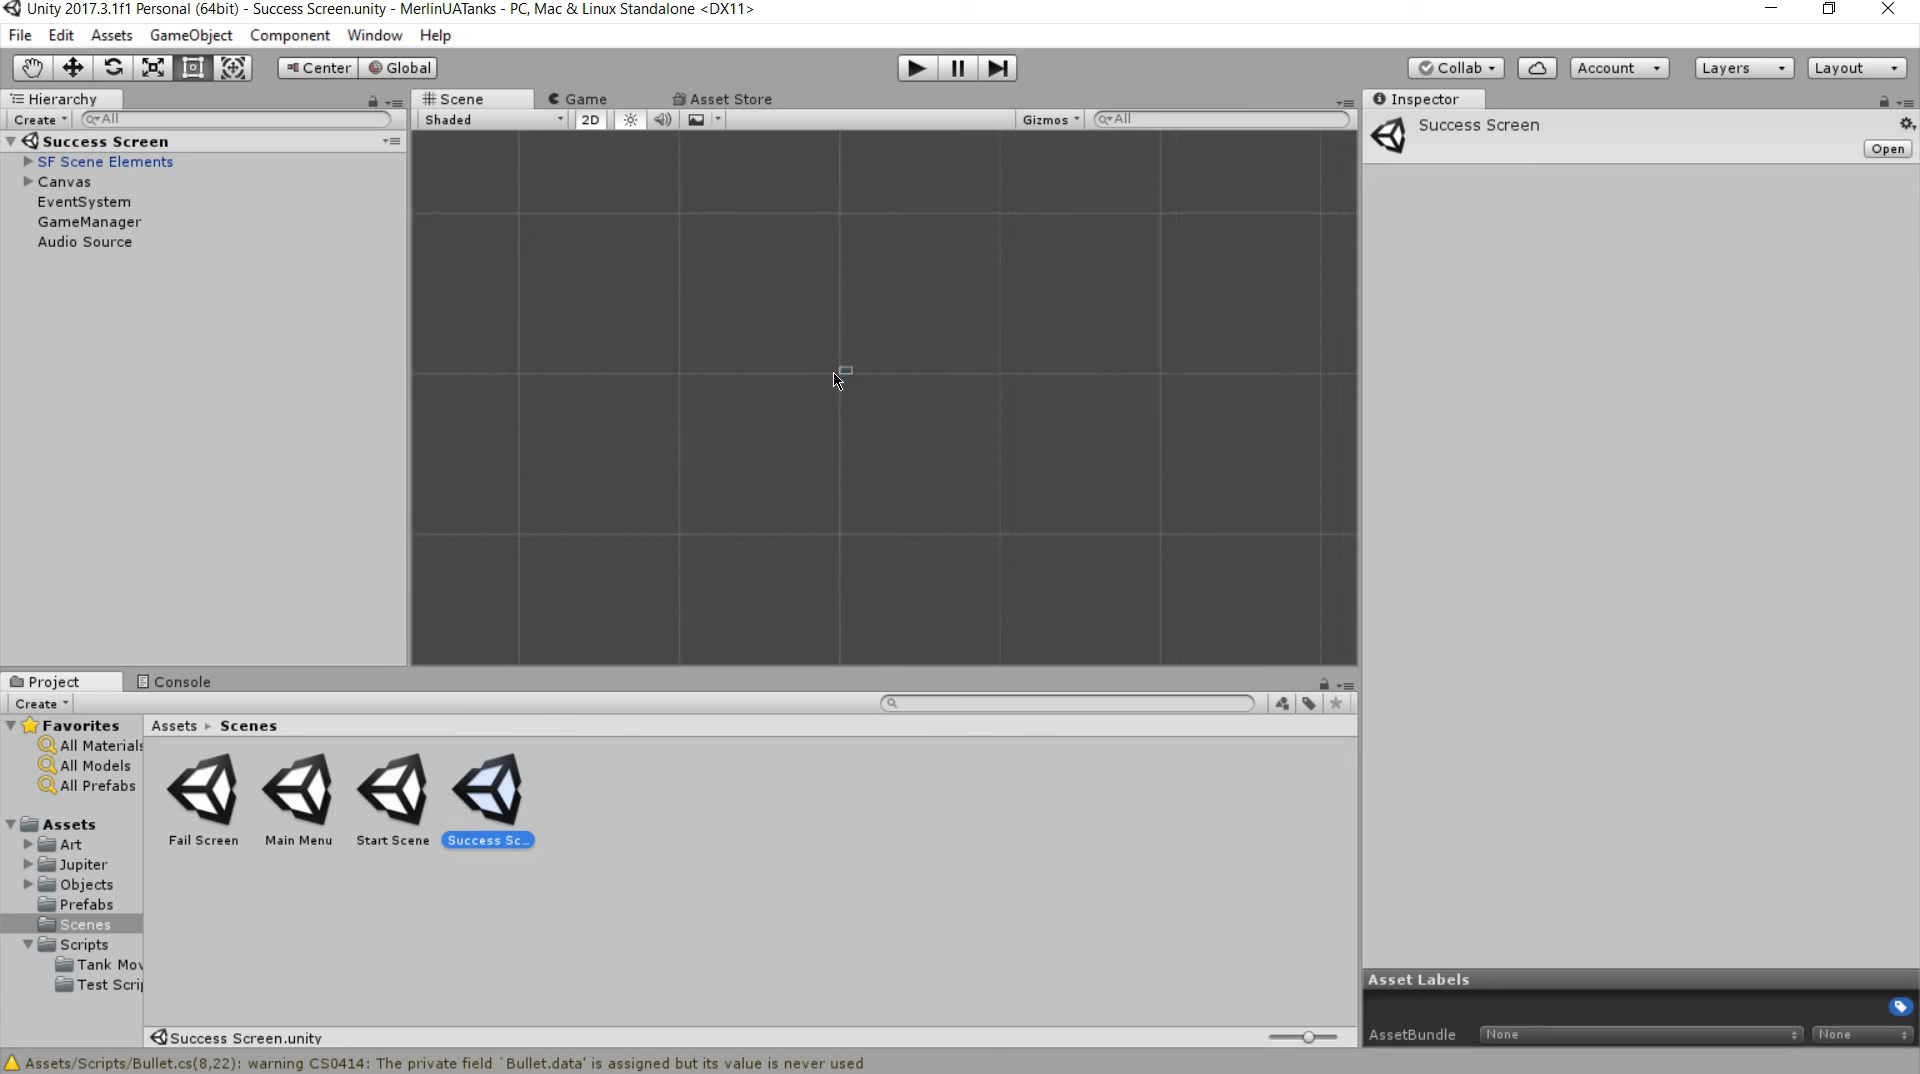 Unity 2017.3.1f1 Personal (64bit) - Success Screen.unity - MerlinUATanks - PC, Mac & Linux Standalone <DX11>
File Edit Assets GameObject Component Window Help
Center Global Collab Account Layers Layout
Hierarchy
Create All
Success Screen
SF Scene Elements
Canvas
EventSystem
GameManager
Audio Source
Scene Game Asset Store
Shaded 2D Gizmos All
Inspector
Success Screen
Open
Project Console
Create
Favorites
All Materials
All Models
All Prefabs
Assets
Art
Jupiter
Objects
Prefabs
Scenes
Scripts
Tank Mov
Test Scrip
Assets Scenes
Fail Screen Main Menu Start Scene Success Sc...
Success Screen.unity
Asset Labels
AssetBundle None None
Assets/Scripts/Bullet.cs(8,22): warning CS0414: The private field `Bullet.data' is assigned but its value is never used